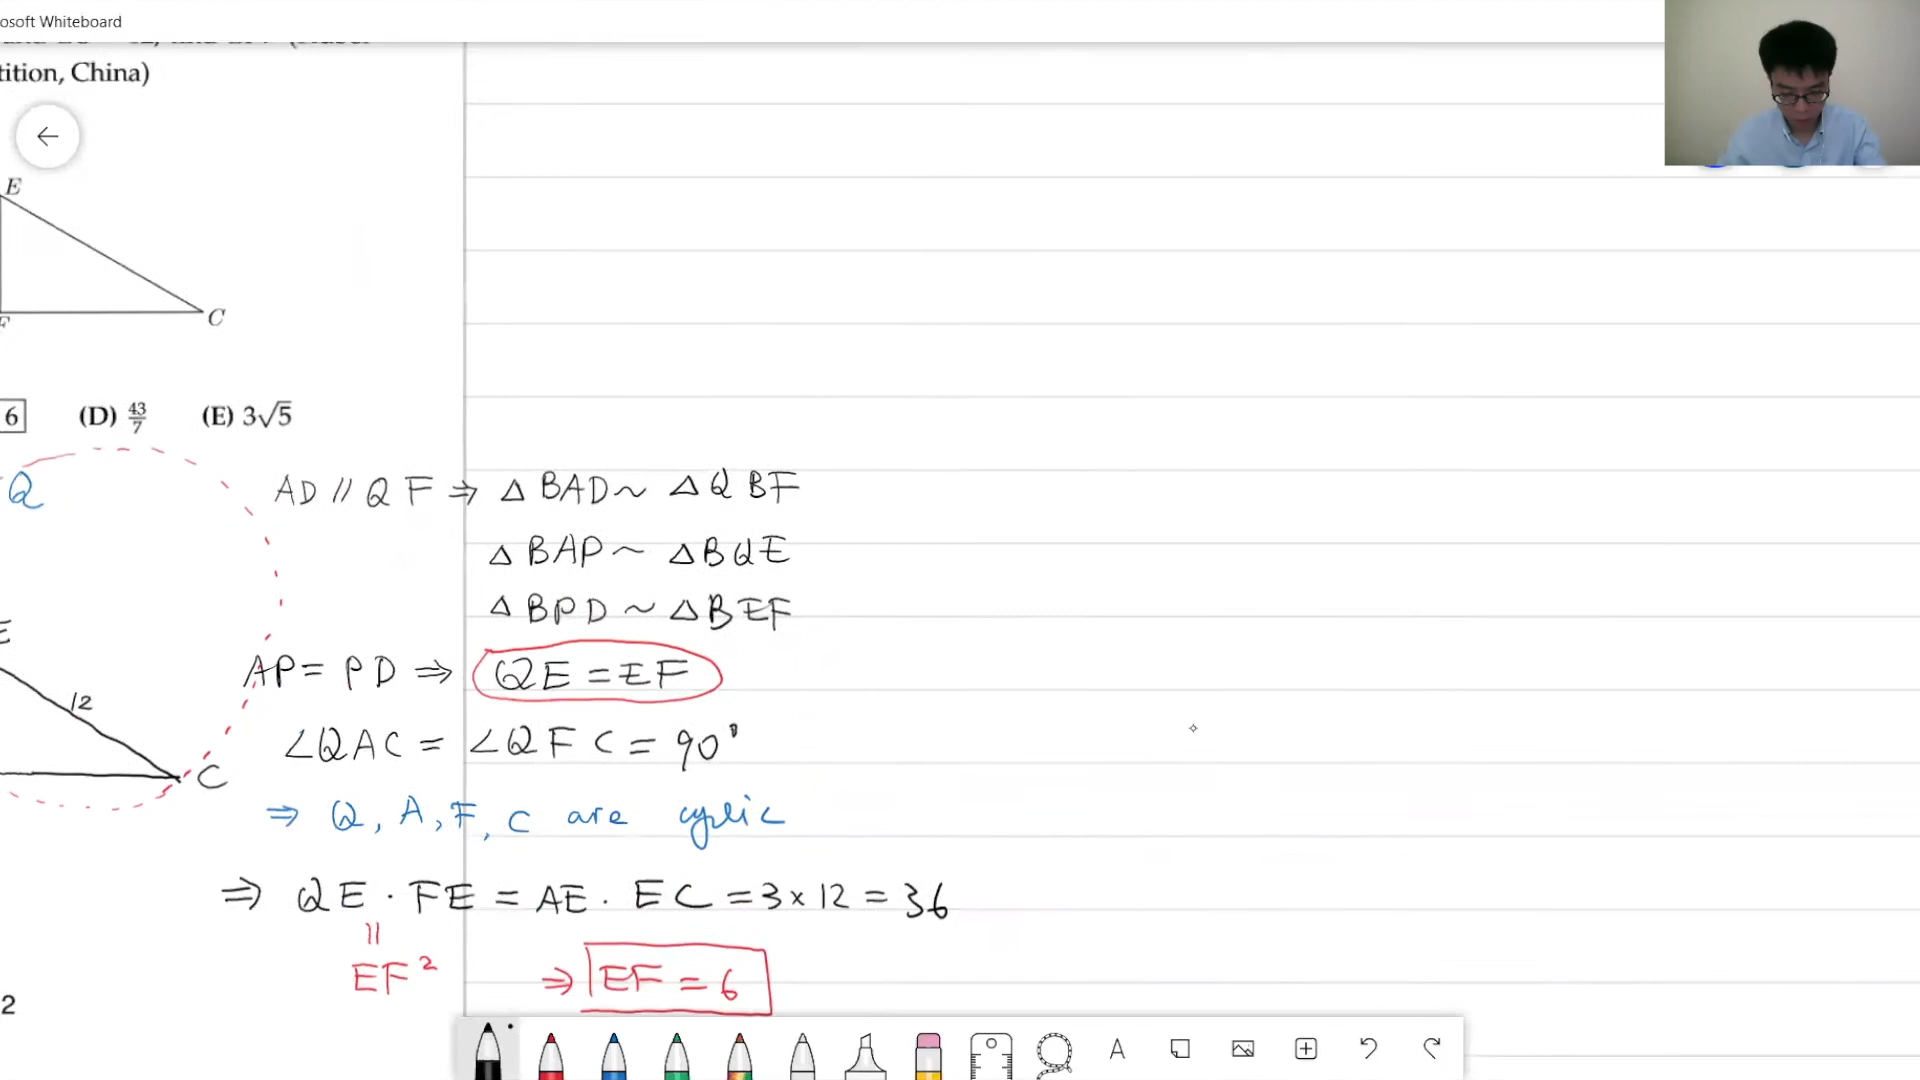 osoft Whiteboard
tition, China)
E
C
6 (D) 43/7 (E) 3√5
Q
AD // QF ⇒ △BAD ~ △QBF
△BAP ~ △BQE
△BPD ~ △BEF
E
AP = PD ⇒ QE = EF
12
∠QAC = ∠QFC = 90°
C
⇒ Q, A, F, C are cyclic
⇒ QE · FE = AE · EC = 3 × 12 = 36
॥
EF² ⇒ EF = 6
2
A